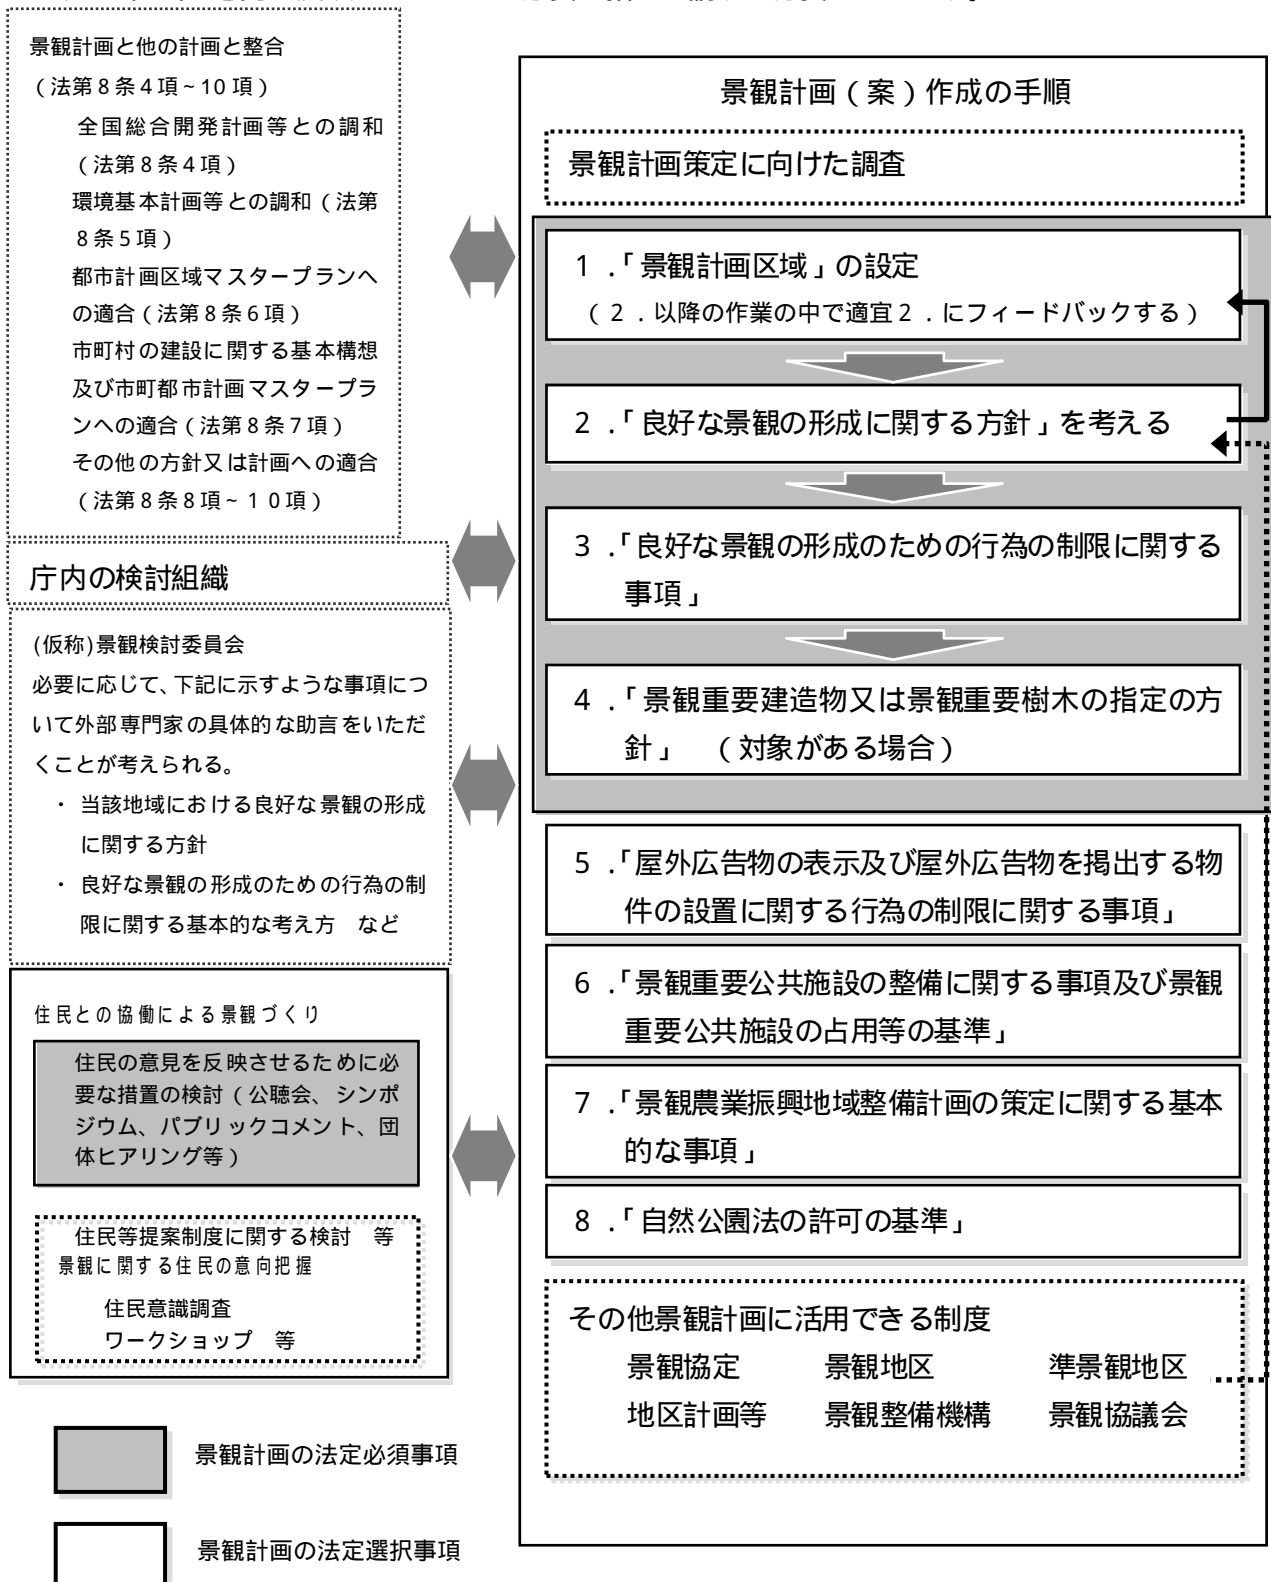 景観計画と他の計画と整合
（法第８条４項～10 項）
全国総合開発計画等との調和
（法第８条４項）
環境基本計画等との調和（法第
８条５項）
都市計画区域マスタープランへ
の適合（法第８条６項）
市町村の建設に関する基本構想
及び市町都市計画マスタープラ
ンへの適合（法第８条７項）
その他の方針又は計画への適合
（法第８条８項～１０項）
庁内の検討組織
(仮称)景観検討委員会
必要に応じて、下記に示すような事項につ
いて外部専門家の具体的な助言をいただ
くことが考えられる。
・ 当該地域における良好な景観の形成
に関する方針
・ 良好な景観の形成のための行為の制
限に関する基本的な考え方　など
住民との協働による景観づくり
住民の意見を反映させるために必
要な措置の検討（公聴会、シンポ
ジウム、パブリックコメント、団
体ヒアリング等）
住民等提案制度に関する検討　等
景観に関する住民の意向把握
住民意識調査
ワークショップ　等
景観計画の法定必須事項
景観計画の法定選択事項
景観計画（案）作成の手順
景観計画策定に向けた調査
１．「景観計画区域」の設定
（２．以降の作業の中で適宜２．にフィードバックする）
２．「良好な景観の形成に関する方針」を考える
３．「良好な景観の形成のための行為の制限に関する
事項」
４．「景観重要建造物又は景観重要樹木の指定の方
針」　（対象がある場合）
５．「屋外広告物の表示及び屋外広告物を掲出する物
件の設置に関する行為の制限に関する事項」
６．「景観重要公共施設の整備に関する事項及び景観
重要公共施設の占用等の基準」
７．「景観農業振興地域整備計画の策定に関する基本
的な事項」
８．「自然公園法の許可の基準」
その他景観計画に活用できる制度
景観協定　景観地区　準景観地区
地区計画等　景観整備機構　景観協議会